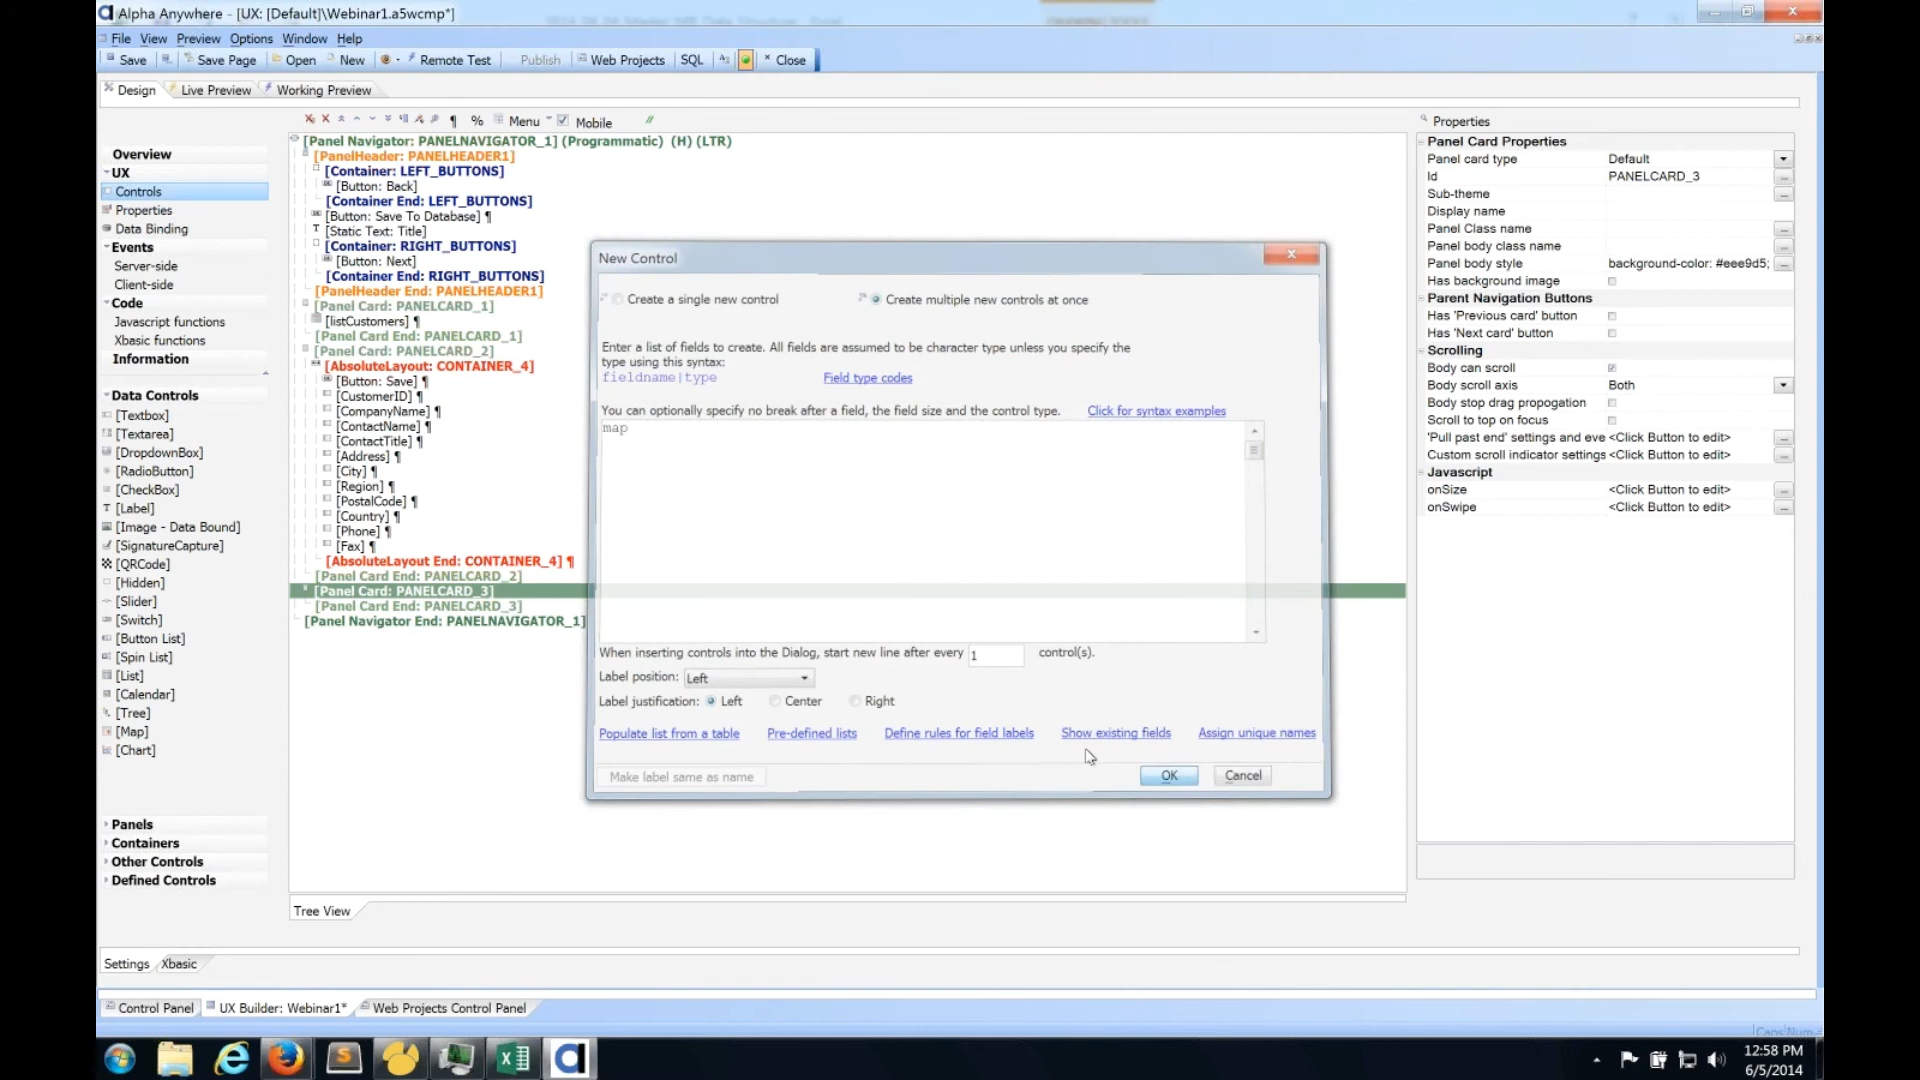 Alpha Anywhere - [UX: [Default]\Webinar1.a5wcmp*]
File View Preview Options Window Help
Save Save Page Open New Remote Test Publish Web Projects SQL Close
Design Live Preview Working Preview
Overview
UX
Controls
Properties
Data Binding
Events
Server-side
Client-side
Code
Javascript functions
Xbasic functions
Information
Data Controls
[Textbox]
[Textarea]
[DropdownBox]
[RadioButton]
[CheckBox]
[Label]
[Image - Data Bound]
[SignatureCapture]
[QRCode]
[Hidden]
[Slider]
[Switch]
[Button List]
[Spin List]
[List]
[Calendar]
[Tree]
[Map]
[Chart]
Panels
Containers
Other Controls
Defined Controls
¶ % Menu Mobile //
[Panel Navigator: PANELNAVIGATOR_1] (Programmatic) (H) (LTR)
[PanelHeader: PANELHEADER1]
[Container: LEFT_BUTTONS]
[Button: Back]
[Container End: LEFT_BUTTONS]
[Button: Save To Database] ¶
[Static Text: Title]
[Container: RIGHT_BUTTONS]
[Button: Next]
[Container End: RIGHT_BUTTONS]
[PanelHeader End: PANELHEADER1]
[Panel Card: PANELCARD_1]
[listCustomers] ¶
[Panel Card End: PANELCARD_1]
[Panel Card: PANELCARD_2]
[AbsoluteLayout: CONTAINER_4]
[Button: Save] ¶
[CustomerID] ¶
[CompanyName] ¶
[ContactName] ¶
[ContactTitle] ¶
[Address] ¶
[City] ¶
[Region] ¶
[PostalCode] ¶
[Country] ¶
[Phone] ¶
[Fax] ¶
[AbsoluteLayout End: CONTAINER_4] ¶
[Panel Card End: PANELCARD_2]
[Panel Card: PANELCARD_3]
[Panel Card End: PANELCARD_3]
[Panel Navigator End: PANELNAVIGATOR_1]
Tree View
New Control
Create a single new control Create multiple new controls at once
Enter a list of fields to create. All fields are assumed to be character type unless you specify the
type using this syntax:
fieldname|type Field type codes
You can optionally specify no break after a field, the field size and the control type. Click for syntax examples
map
When inserting controls into the Dialog, start new line after every 1 control(s).
Label position: Left
Label justification: Left Center Right
Populate list from a table Pre-defined lists Define rules for field labels Show existing fields Assign unique names
Make label same as name OK Cancel
Properties
Panel Card Properties
Panel card type Default
Id PANELCARD_3
Sub-theme
Display name
Panel Class name
Panel body class name
Panel body style background-color: #eee9d5;
Has background image
Parent Navigation Buttons
Has 'Previous card' button
Has 'Next card' button
Scrolling
Body can scroll
Body scroll axis Both
Body stop drag propogation
Scroll to top on focus
'Pull past end' settings and eve <Click Button to edit>
Custom scroll indicator settings <Click Button to edit>
Javascript
onSize <Click Button to edit>
onSwipe <Click Button to edit>
Settings Xbasic
Control Panel UX Builder: Webinar1* Web Projects Control Panel
12:58 PM
6/5/2014